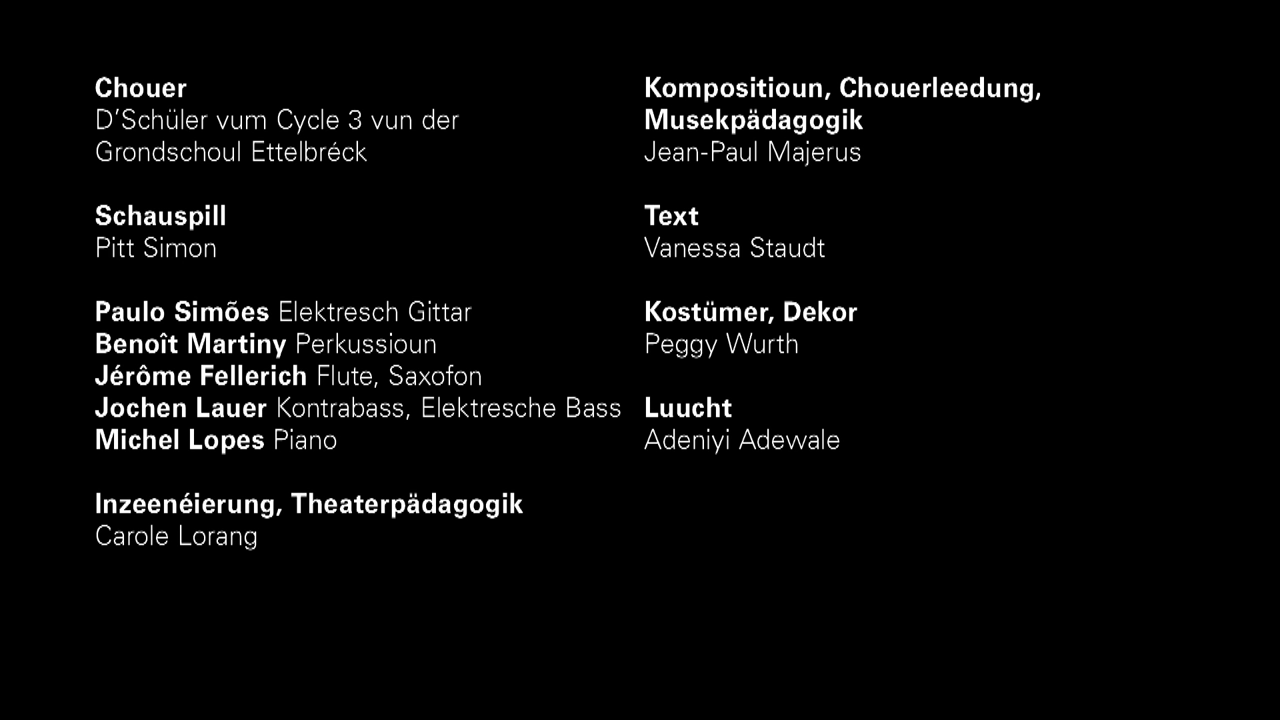 Chouer
D’Schüler vum Cycle 3 vun der
Grondschoul Ettelbréck
Schauspill
Pitt Simon
Paulo Simões Elektresch Gittar
Benoît Martiny Perkussioun
Jérôme Fellerich Flute, Saxofon
Jochen Lauer Kontrabass, Elektresche Bass
Michel Lopes Piano
Inzeenéierung, Theaterpädagogik
Carole Lorang
Kompositioun, Chouerleedung,
Musekpädagogik
Jean-Paul Majerus
Text
Vanessa Staudt
Kostümer, Dekor
Peggy Wurth
Luucht
Adeniyi Adewale